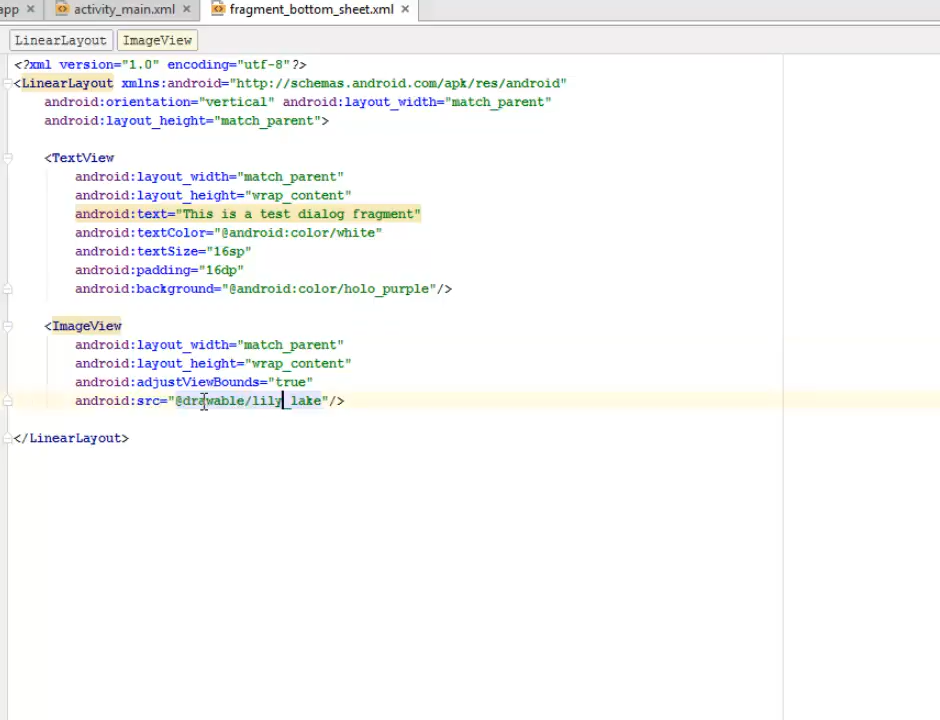 app activity_main.xml fragment_bottom_sheet.xml
LinearLayout ImageView
<?xml version="1.0" encoding="utf-8"?>
<LinearLayout xmlns:android="http://schemas.android.com/apk/res/android"
android:orientation="vertical" android:layout_width="match_parent"
android:layout_height="match_parent">
<TextView
android:layout_width="match_parent"
android:layout_height="wrap_content"
android:text="This is a test dialog fragment"
android:textColor="@android:color/white"
android:textSize="16sp"
android:padding="16dp"
android:background="@android:color/holo_purple"/>
<ImageView
android:layout_width="match_parent"
android:layout_height="wrap_content"
android:adjustViewBounds="true"
android:src="@drawable/lily_lake"/>
</LinearLayout>